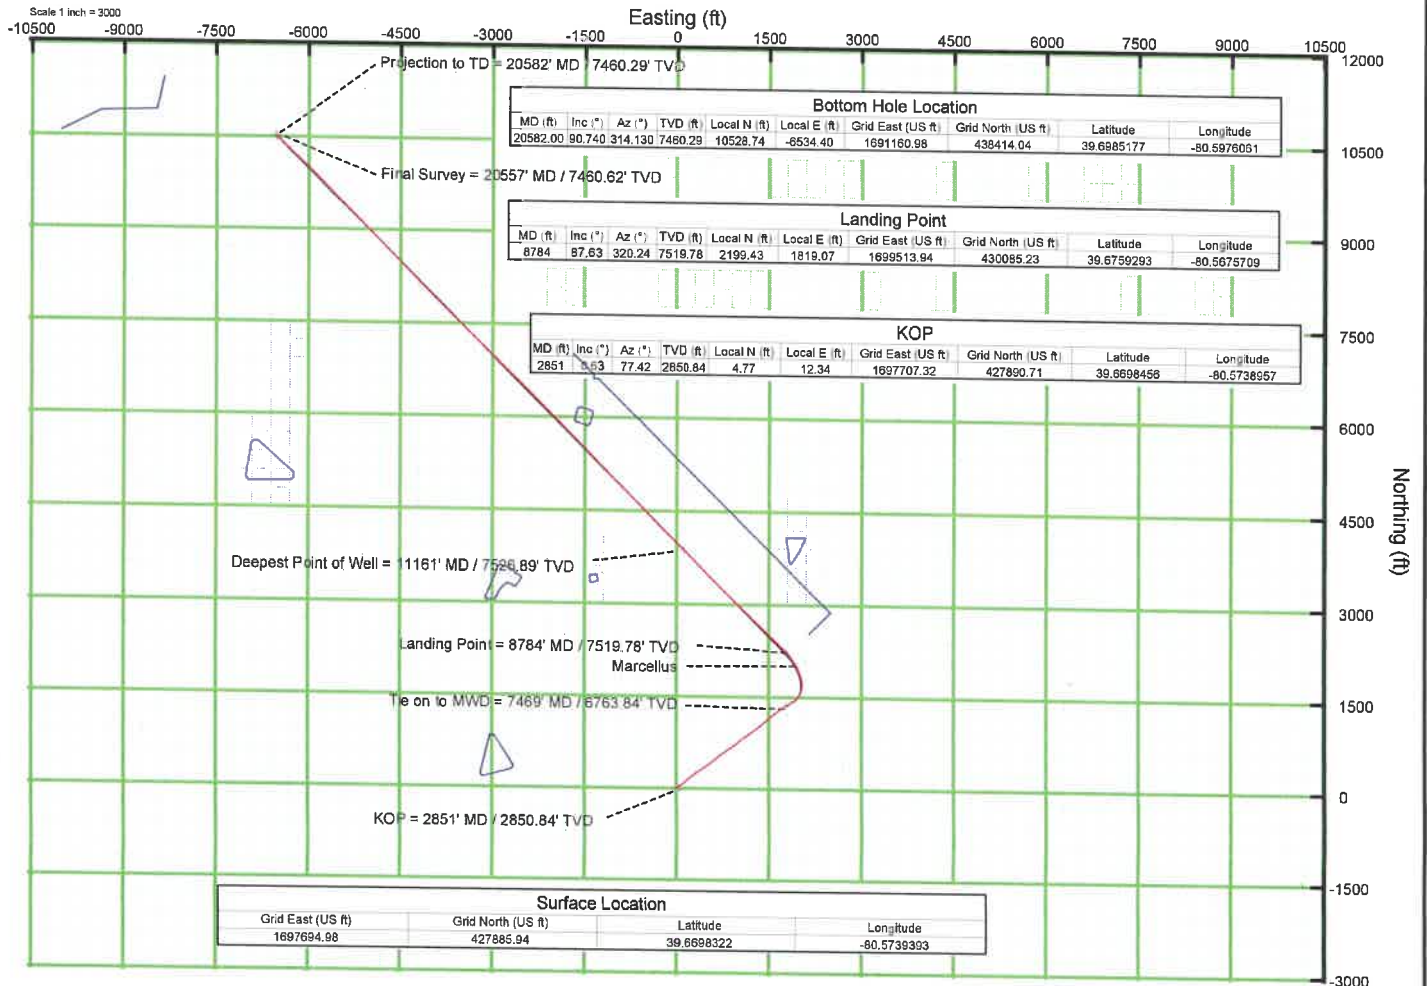 Scale 1 inch = 3000
Easting (ft)
-10500 -9000 -7500 -6000 -4500 -3000 -1500 0 1500 3000 4500 6000 7500 9000 10500
12000
Projection to TD = 20582' MD / 7460.29' TVD
Bottom Hole Location
MD (ft) Inc (°) Az (°) TVD (ft) Local N (ft) Local E (ft) Grid East (US ft) Grid North (US ft) Latitude Longitude
20582.00 90.740 314.130 7460.29 10528.74 -6534.40 1691160.98 438414.04 39.6985177 -80.5976061
10500
Final Survey = 20557' MD / 7460.62' TVD
Landing Point
MD (ft) Inc (°) Az (°) TVD (ft) Local N (ft) Local E (ft) Grid East (US ft) Grid North (US ft) Latitude Longitude
8784 87.63 320.24 7519.78 2199.43 1819.07 1699513.94 430085.23 39.6759293 -80.5675709
9000
KOP
7500
MD (ft) Inc (°) Az (°) TVD (ft) Local N (ft) Local E (ft) Grid East (US ft) Grid North (US ft) Latitude Longitude
2851 77.42 2850.84 4.77 12.34 1697707.32 427890.71 39.6698456 -80.5738957
6000
Northing (ft)
4500
Deepest Point of Well = 11161' MD / 7526.89' TVD
3000
Landing Point = 8784' MD / 7519.78' TVD
Marcellus
Tie on to MWD = 7469' MD / 6763.84' TVD
1500
0
KOP = 2851' MD / 2850.84' TVD
-1500
Surface Location
Grid East (US ft) Grid North (US ft) Latitude Longitude
1697694.98 427885.94 39.6698322 -80.5739393
-3000